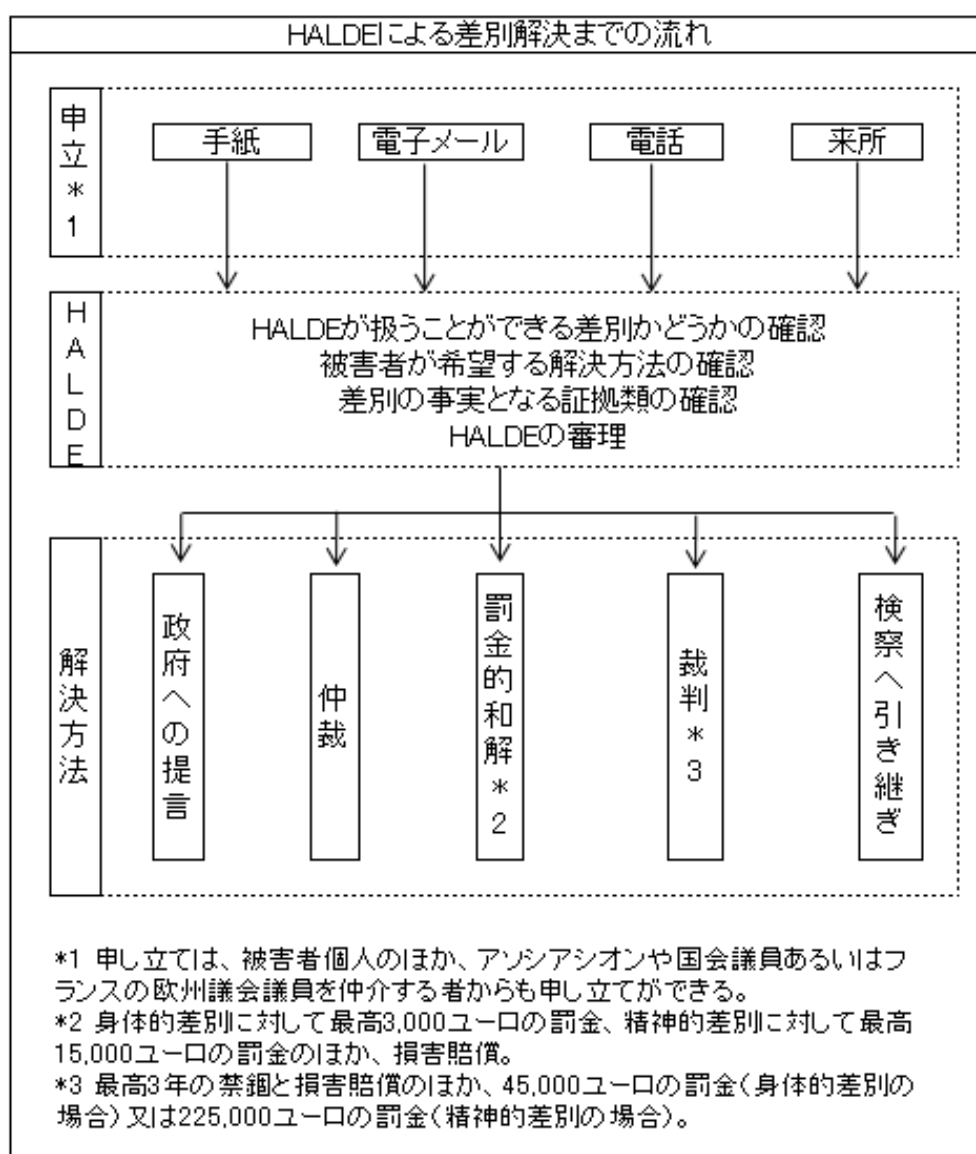 HALDEによる差別解決までの流れ
申立*1
手紙
電子メール
電話
来所
HALDE
HALDEが扱うことができる差別かどうかの確認
被害者が希望する解決方法の確認
差別の事実となる証拠類の確認
HALDEの審理
解決方法
政府への提言
仲裁
罰金的和解*2
裁判*3
検察へ引き継ぎ
*1 申し立ては、被害者個人のほか、アソシアシオンや国会議員あるいはフ
ランスの欧州議会議員を仲介する者からも申し立てができる。
*2 身体的差別に対して最高3,000ユーロの罰金、精神的差別に対して最高
15,000ユーロの罰金のほか、損害賠償。
*3 最高3年の禁錮と損害賠償のほか、45,000ユーロの罰金(身体的差別の
場合)又は225,000ユーロの罰金(精神的差別の場合)。